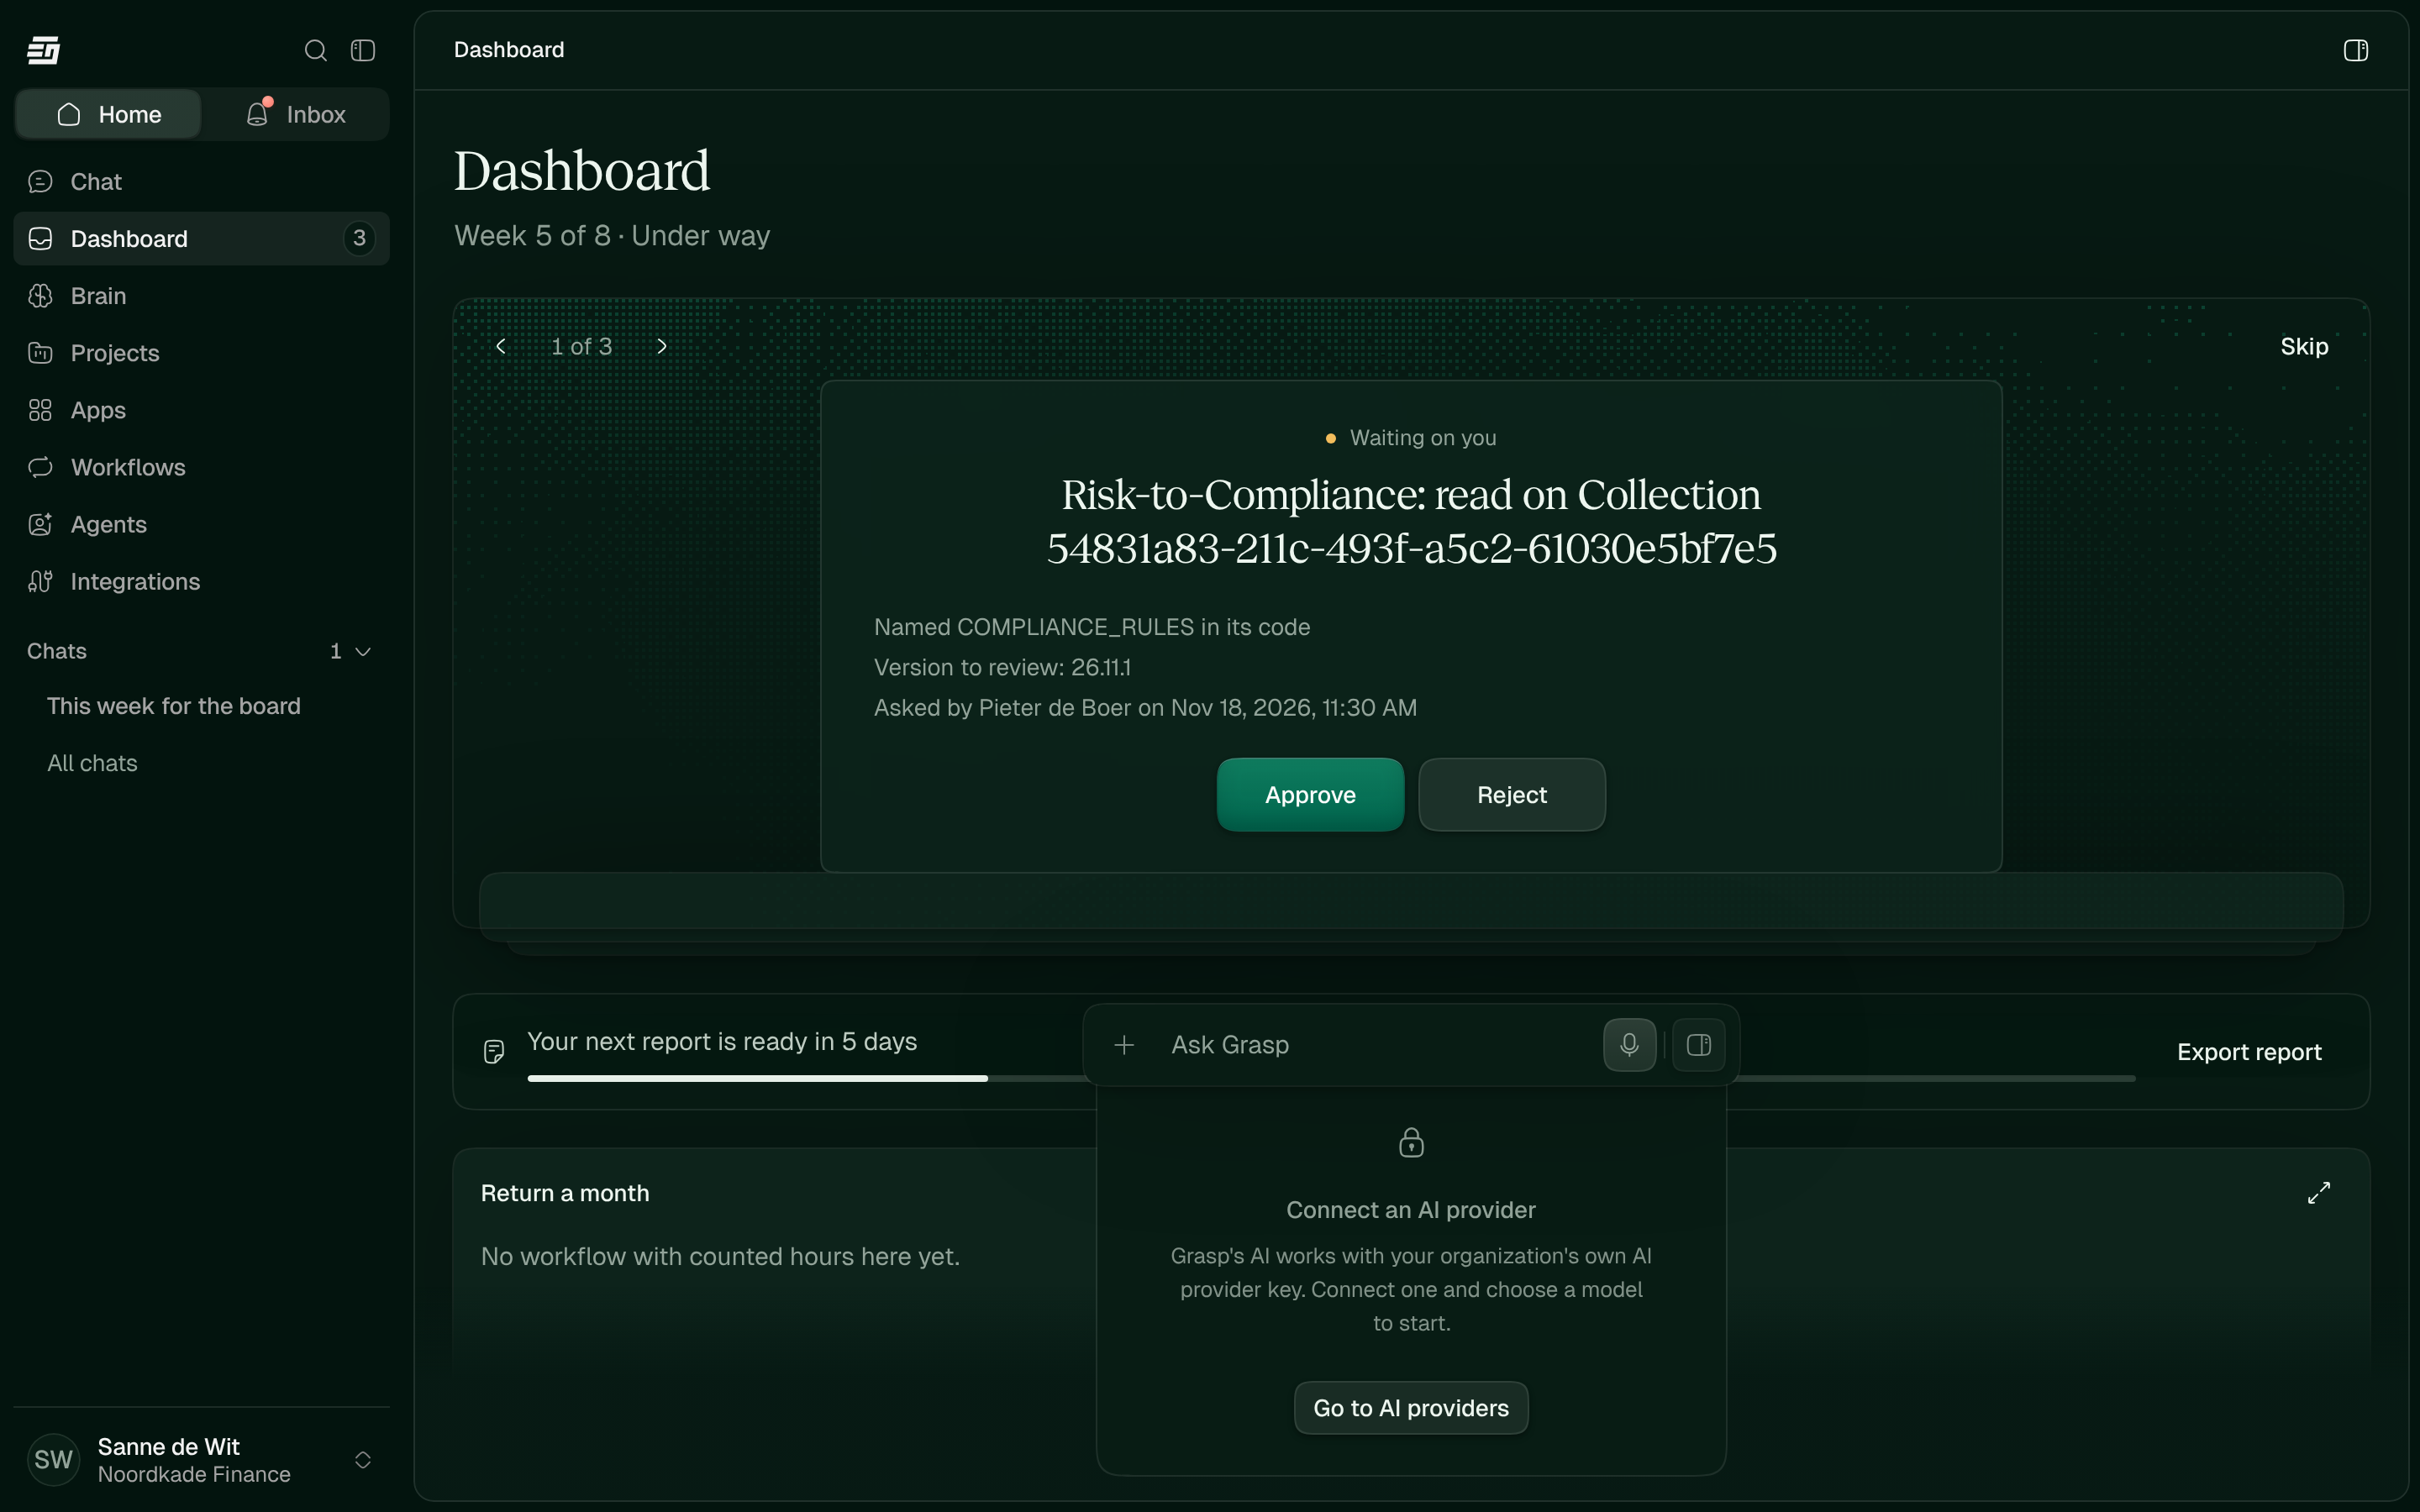 Home
Inbox
Chat
Dashboard
3
Brain
Projects
Apps
Workflows
Agents
Integrations
Chats
1
This week for the board
All chats
SW
Sanne de Wit
Noordkade Finance
Dashboard
Dashboard
Week 5 of 8 · Under way
1 of 3
Skip
Waiting on you
Risk-to-Compliance: read on Collection
54831a83-211c-493f-a5c2-61030e5bf7e5
Named COMPLIANCE_RULES in its code
Version to review: 26.11.1
Asked by Pieter de Boer on Nov 18, 2026, 11:30 AM
Approve
Reject
Your next report is ready in 5 days
Export report
Ask Grasp
Return a month
No workflow with counted hours here yet.
Connect an AI provider
Grasp's AI works with your organization's own AI
provider key. Connect one and choose a model
to start.
Go to AI providers